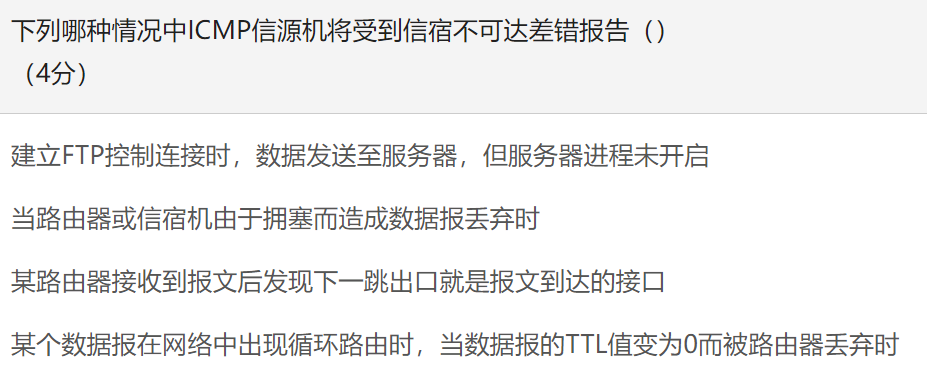 下列哪种情况中ICMP信源机将受到信宿不可达差错报告（）
（4分）
建立FTP控制连接时，数据发送至服务器，但服务器进程未开启
当路由器或信宿机由于拥塞而造成数据报丢弃时
某路由器接收到报文后发现下一跳出口就是报文到达的接口
某个数据报在网络中出现循环路由时，当数据报的TTL值变为0而被路由器丢弃时